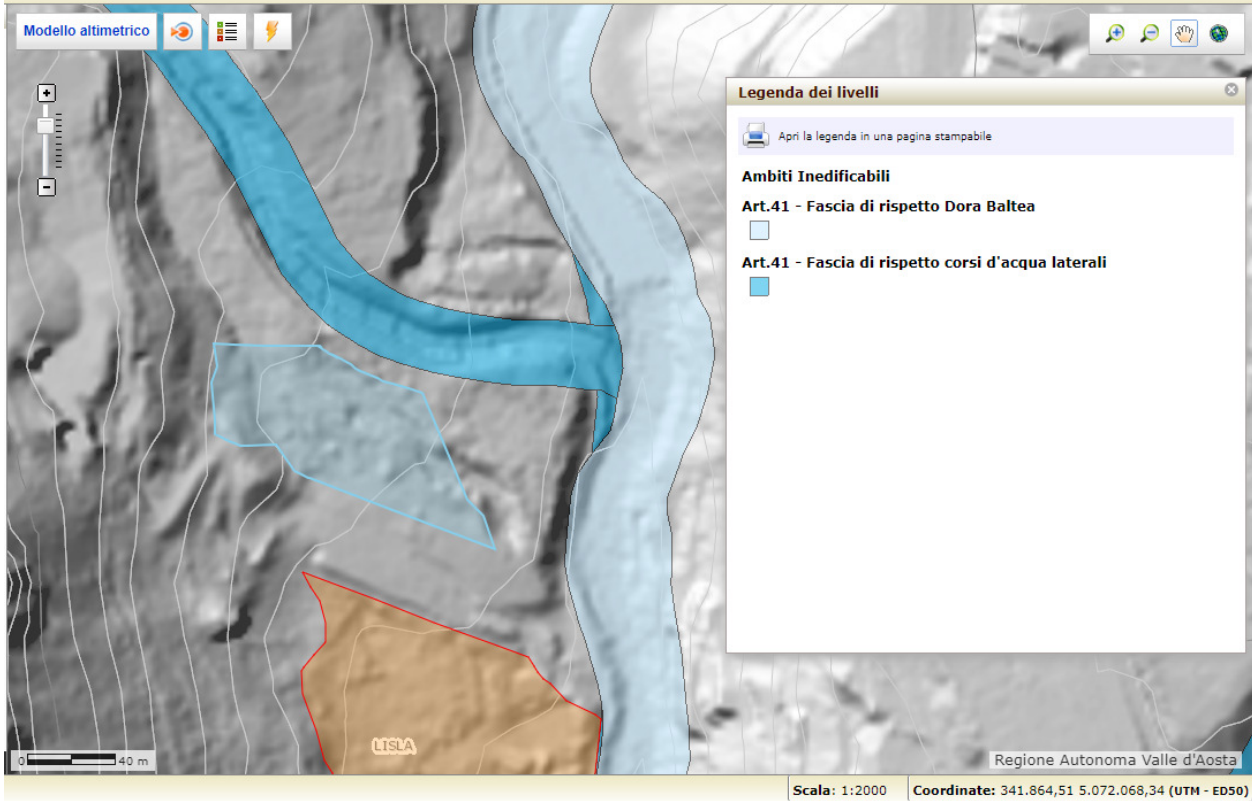 Modello altimetrico
Legenda dei livelli
Apri la legenda in una pagina stampabile
Ambiti Inedificabili
Art.41 - Fascia di rispetto Dora Baltea
Art.41 - Fascia di rispetto corsi d'acqua laterali
LISLA
0 40 m
Regione Autonoma Valle d'Aosta
Scala: 1:2000 Coordinate: 341.864,51 5.072.068,34 (UTM - ED50)